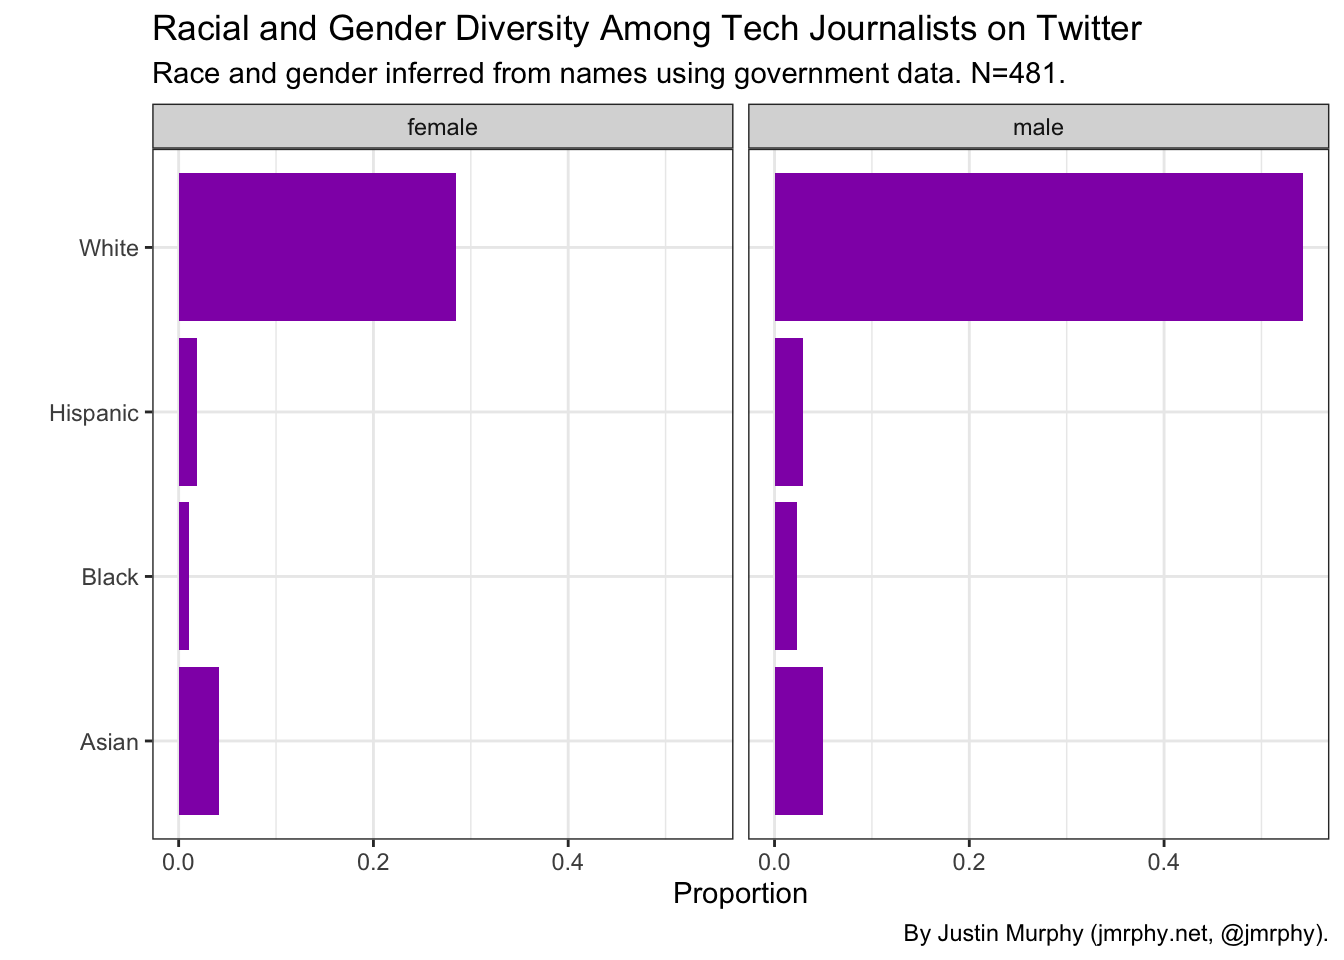 Racial and Gender Diversity Among Tech Journalists on Twitter
Race and gender inferred from names using government data. N=481.
female
male
White
Hispanic
Black
Asian
0.0
0.2
0.4
0.0
0.2
0.4
Proportion
By Justin Murphy (jmrphy.net, @jmrphy).